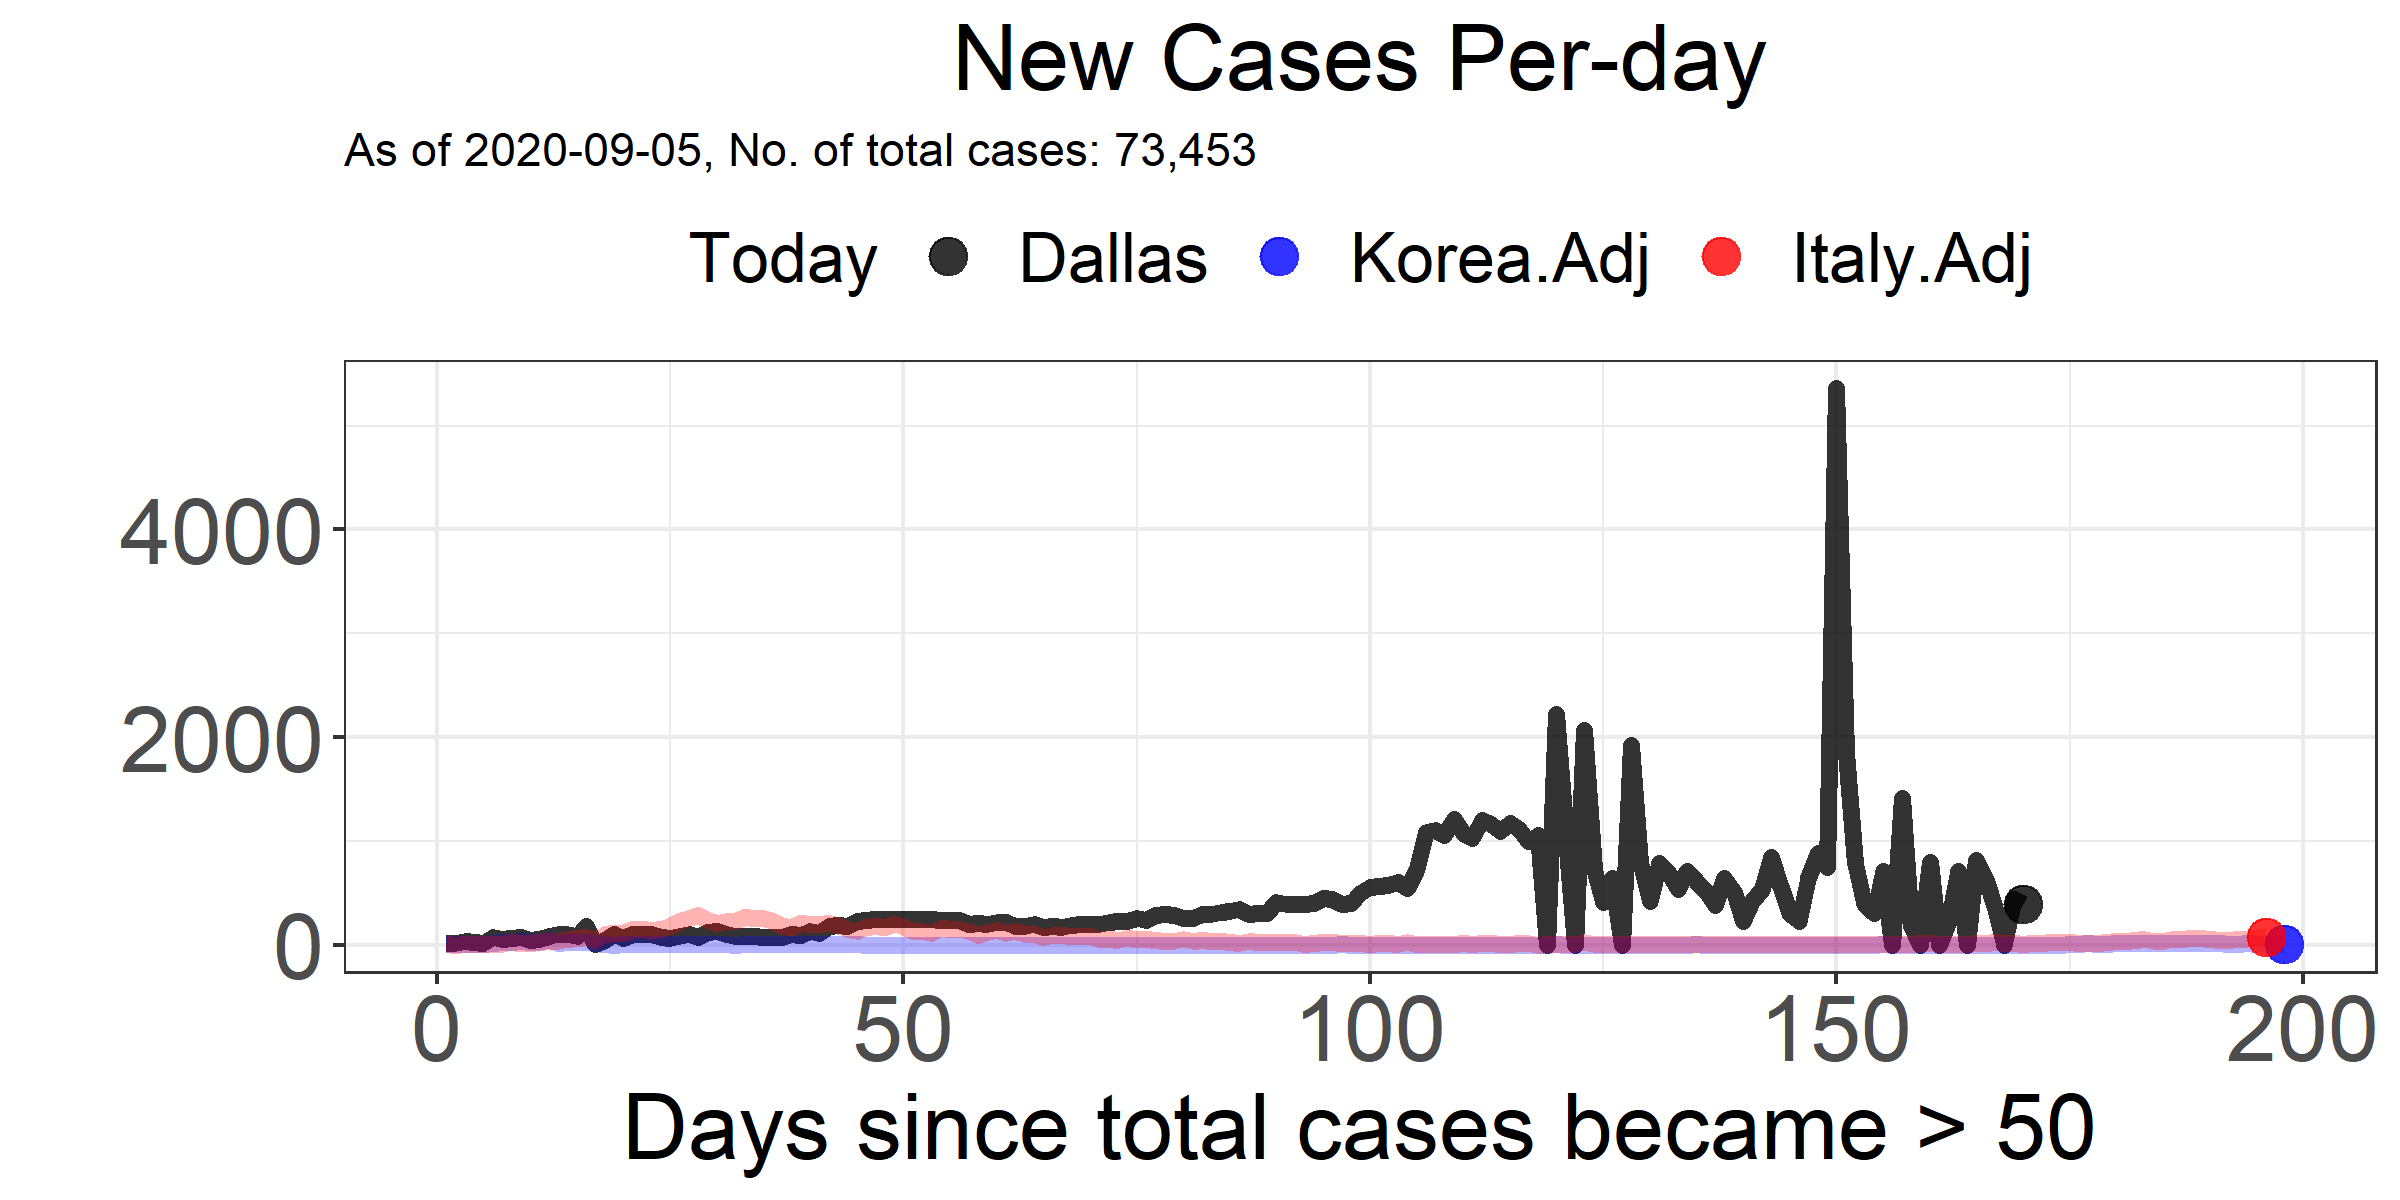 New Cases Per-day
As of 2020-09-05, No. of total cases: 73,453
Today Dallas Korea.Adj Italy.Adj
4000
2000
0
0 50 100 150 200
Days since total cases became > 50